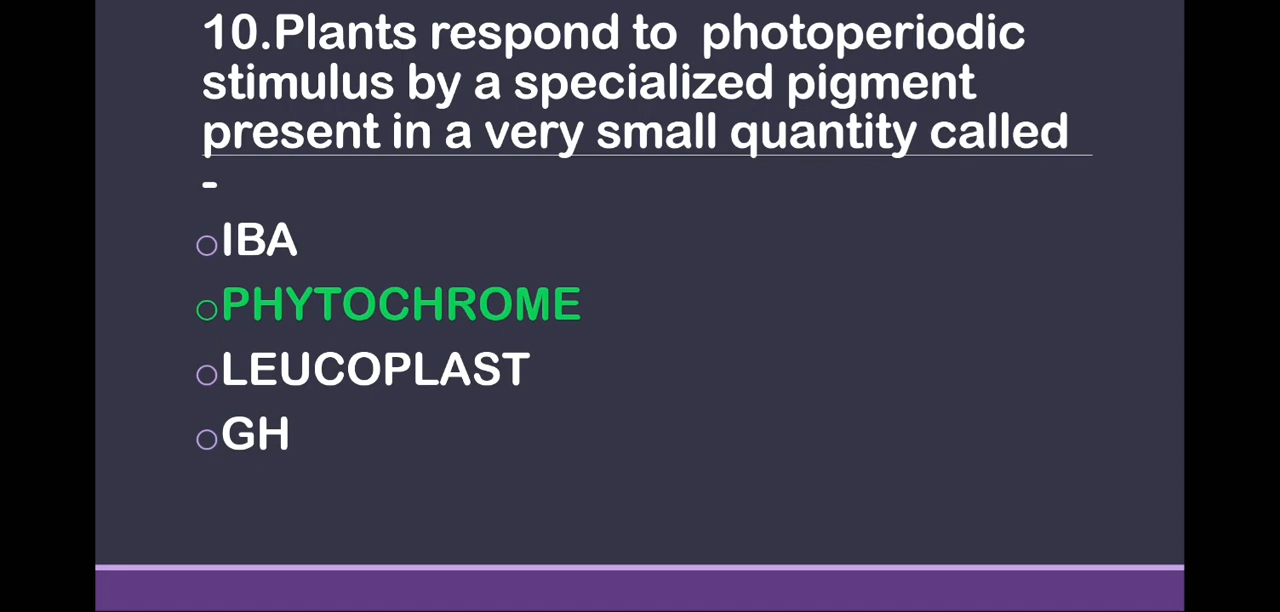 10.Plants respond to  photoperiodic
stimulus by a specialized pigment
present in a very small quantity called
-
IBA
PHYTOCHROME
LEUCOPLAST
GH